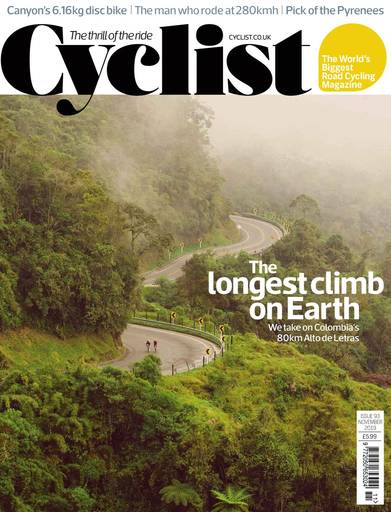 Canyon's 6.16kg disc bike | The man who rode at 280kmh | Pick of the Pyrenees
The thrill of the ride
CYCLIST.CO.UK
Cyclist
The World's
Biggest
Road Cycling
Magazine
The
longest climb
on Earth
We take on Colombia's
80km Alto de Letras
ISSUE 93
NOVEMBER
2019
£5.99
11>